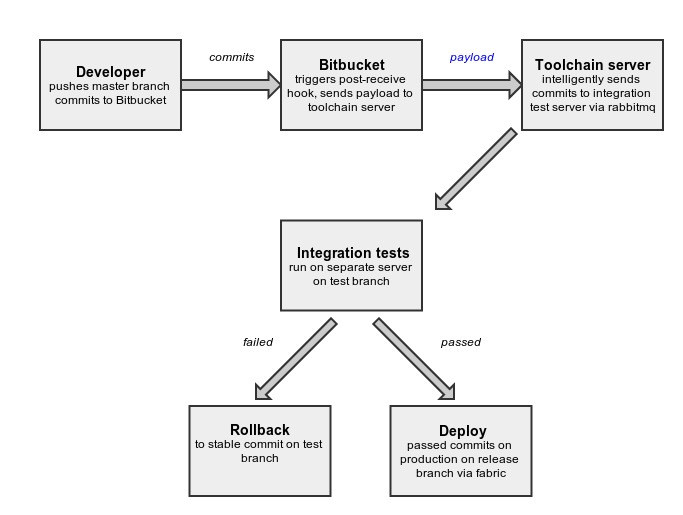 commits
payload
Developer
pushes master branch
commits to Bitbucket
Bitbucket
triggers post-receive
hook, sends payload to
toolchain server
Toolchain server
intelligently sends
commits to integration
test server via rabbitmq
Integration tests
run on separate server
on test branch
failed
passed
Rollback
to stable commit on test
branch
Deploy
passed commits on
production on release
branch via fabric